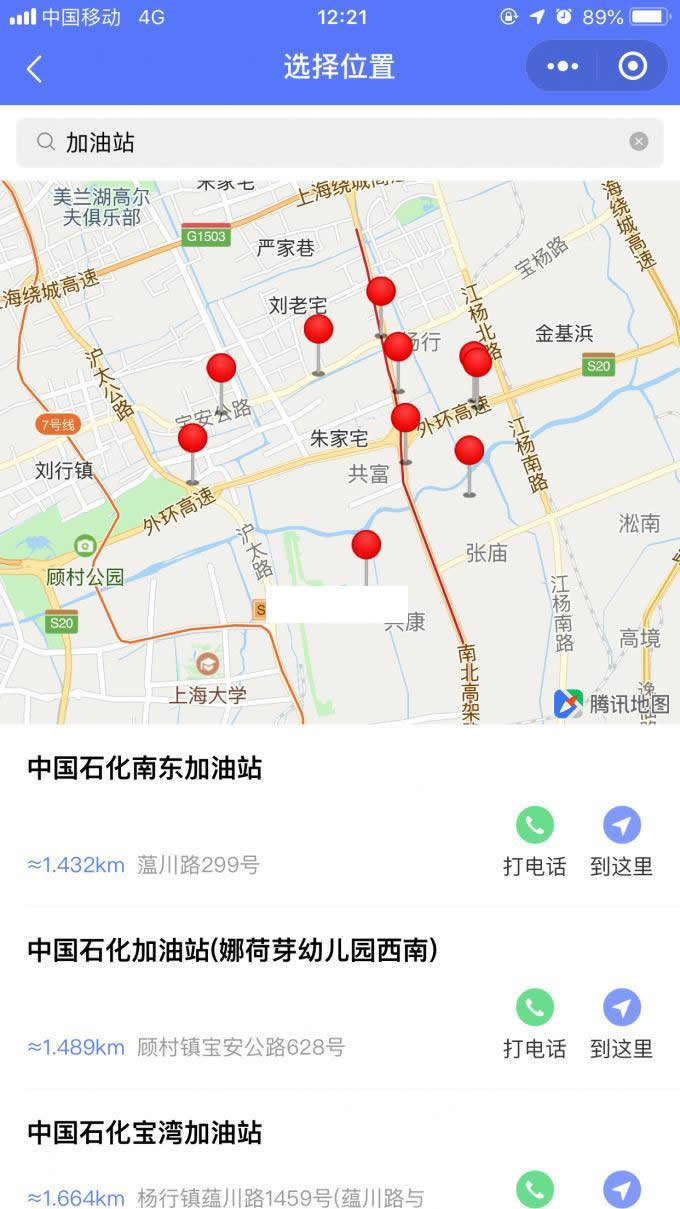 中国移动 4G 12:21 89%
选择位置
加油站
美兰湖高尔
夫俱乐部
朱家宅
上海绕城高速
海绕城高速
G1503
严家巷
宝杨路
上海绕城高速
刘老宅
江杨北路
金基浜
杨行
S20
沪太公路
宝安公路
7号线
外环高速
朱家宅
刘行镇
共富
江杨南路
外环高速
沪太路
淞南
张庙
顾村公园
S20
S
共康
江杨南路
高境
上海大学
南北高架
逸
腾讯地图
中国石化南东加油站
≈1.432km 薀川路299号
打电话 到这里
中国石化加油站(娜荷芽幼儿园西南)
≈1.489km 顾村镇宝安公路628号
打电话 到这里
中国石化宝湾加油站
≈1.664km 杨行镇蕴川路1459号(蕴川路与